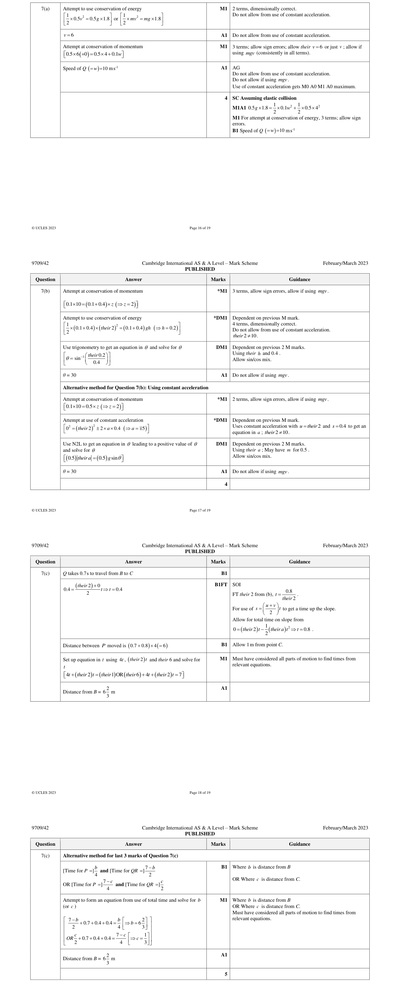 7(a) Attempt to use conservation of energy M1 2 terms, dimensionally correct.
[½×0.5v² = 0.5g×1.8] or [½×mv² = mg×1.8] Do not allow from use of constant acceleration.
v = 6 A1 Do not allow from use of constant acceleration.
Attempt at conservation of momentum M1 3 terms; allow sign errors; allow their v = 6 or just v ; allow if
[0.5×6(+0) = 0.5×4+0.1w] using mgv (consistently in all terms).
Speed of Q (=w)=10 ms⁻¹ A1 AG
Do not allow from use of constant acceleration.
Do not allow if using mgv .
Use of constant acceleration gets M0 A0 M1 A0 maximum.
4 SC Assuming elastic collision
M1A1 0.5g×1.8 = ½×0.1w² + ½×0.5×4²
M1 For attempt at conservation of energy, 3 terms; allow sign
errors.
B1 Speed of Q (=w)=10 ms⁻¹
© UCLES 2023 Page 16 of 19
9709/42 Cambridge International AS & A Level – Mark Scheme February/March 2023
PUBLISHED
Question Answer Marks Guidance
7(b) Attempt at conservation of momentum *M1 3 terms, allow sign errors, allow if using mgv .
[0.1×10 = (0.1+0.4)×z (⇒ z = 2)]
Attempt to use conservation of energy *DM1 Dependent on previous M mark.
[½×(0.1+0.4)×(their 2)² = (0.1+0.4)gh (⇒ h = 0.2)] 4 terms, dimensionally correct.
Do not allow from use of constant acceleration.
their 2 ≠ 10 .
Use trigonometry to get an equation in θ and solve for θ DM1 Dependent on previous 2 M marks.
[θ = sin⁻¹(their 0.2/0.4)] Using their h and 0.4 .
Allow sin/cos mix.
θ = 30 A1 Do not allow if using mgv .
Alternative method for Question 7(b): Using constant acceleration
Attempt at conservation of momentum *M1 2 terms, allow sign errors, allow if using mgv .
[0.1×10 = 0.5×z (⇒ z = 2)]
Attempt at use of constant acceleration *DM1 Dependent on previous M mark.
[0² = (their 2)² ± 2×a×0.4 (⇒ a = 5)] Uses constant acceleration with u = their 2 and s = 0.4 to get an
equation in a ; their 2 ≠ 10 .
Use N2L to get an equation in θ leading to a positive value of θ DM1 Dependent on previous 2 M marks.
and solve for θ Using their a ; May have m for 0.5 .
[(0.5)(their a) = (0.5)g sin θ] Allow sin/cos mix.
θ = 30 A1 Do not allow if using mgv .
4
© UCLES 2023 Page 17 of 19
9709/42 Cambridge International AS & A Level – Mark Scheme February/March 2023
PUBLISHED
Question Answer Marks Guidance
7(c) Q takes 0.7s to travel from B to C B1
0.4 = ((their 2)+0)/2 t ⇒ t = 0.4 B1FT SOI
FT their 2 from (b), t = 0.8/their 2 .
For use of s = ((u+v)/2)t to get a time up the slope.
Allow for total time on slope from
0 = (their 2)t − ½(their a)t² ⇒ t = 0.8 .
Distance between P moved is (0.7+0.8)×4(= 6) B1 Allow 1m from point C.
Set up equation in t using 4t , (their 2)t and their 6 and solve for M1 Must have considered all parts of motion to find times from
t relevant equations.
[4t+(their 2)t = (their 1) OR (their 6)+4t+(their 2)t = 7]
Distance from B = 6⅔ m A1
© UCLES 2023 Page 18 of 19
9709/42 Cambridge International AS & A Level – Mark Scheme February/March 2023
PUBLISHED
7(c) Alternative method for last 3 marks of Question 7(c)
[Time for P =] b/4 and [Time for QR =] (7−b)/2 B1 Where b is distance from B
OR [Time for P =] (7−c)/4 and [Time for QR =] c/2 OR Where c is distance from C.
Attempt to form an equation from use of total time and solve for b M1 Where b is distance from B
(or c ) OR Where c is distance from C.
[(7−b)/2+0.7+0.4+0.4 = b/4 [⇒ b = 6⅔] Must have considered all parts of motion to find times from
OR c/2+0.7+0.4+0.4 = (7−c)/4 [⇒ c = ⅓]] relevant equations.
Distance from B = 6⅔ m A1
5